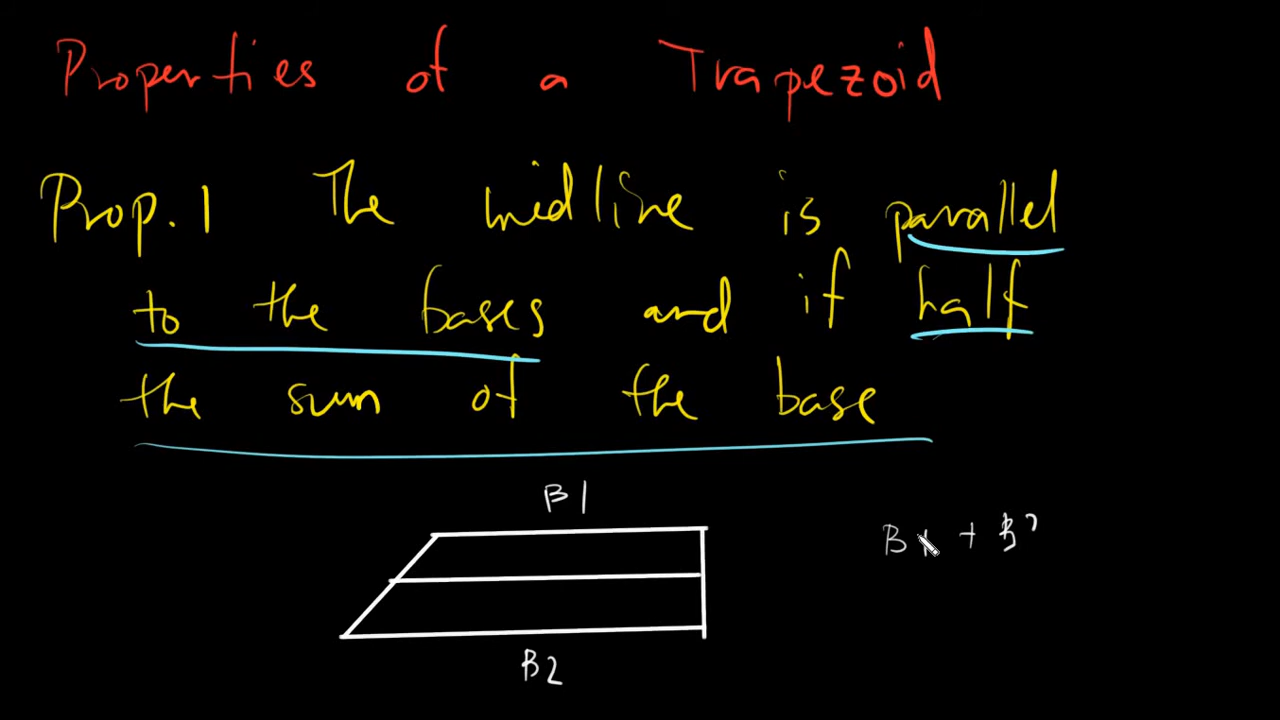 Properties of a Trapezoid
Prop. 1 The midline is parallel
to the bases and if half
the sum of the base
B1
B + B2
B2